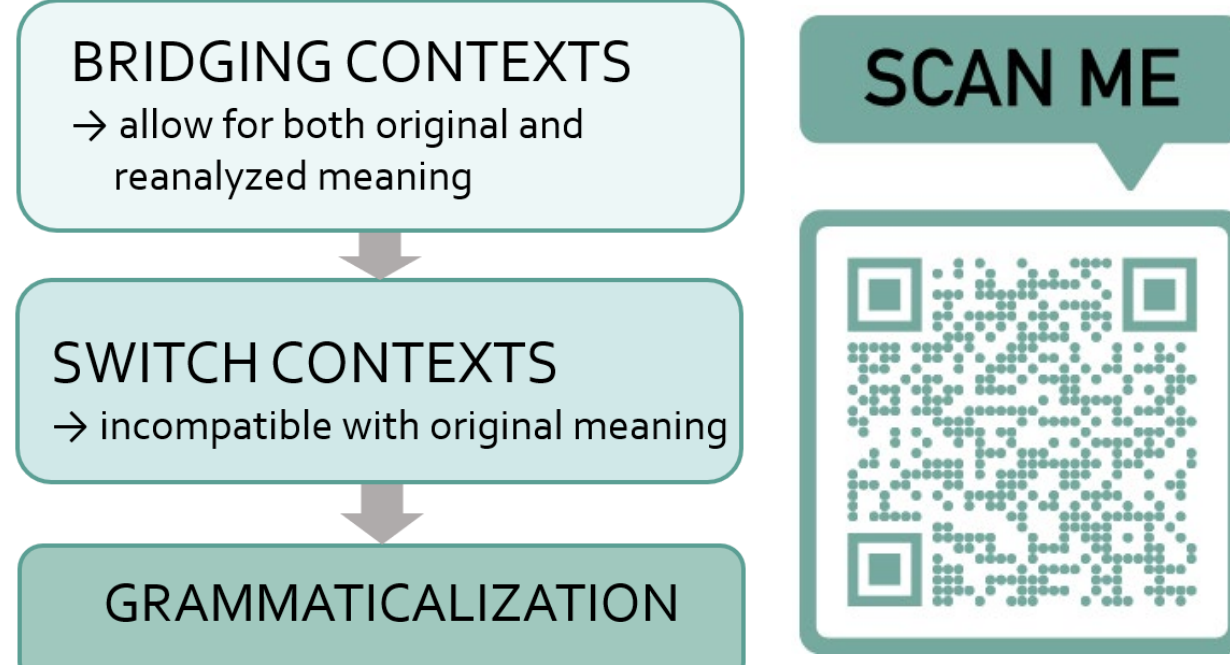 BRIDGING CONTEXTS
→ allow for both original and
reanalyzed meaning
SWITCH CONTEXTS
→ incompatible with original meaning
GRAMMATICALIZATION
SCAN ME